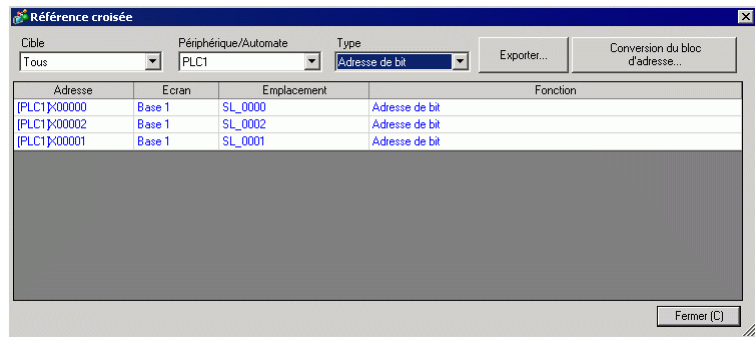 Référence croisée
Cible Périphérique/Automate Type
Tous PLC1 Adresse de bit Exporter... Conversion du bloc
d'adresse...
Adresse Ecran Emplacement Fonction
[PLC1]X00000 Base 1 SL_0000 Adresse de bit
[PLC1]X00002 Base 1 SL_0002 Adresse de bit
[PLC1]X00001 Base 1 SL_0001 Adresse de bit
Fermer (C)